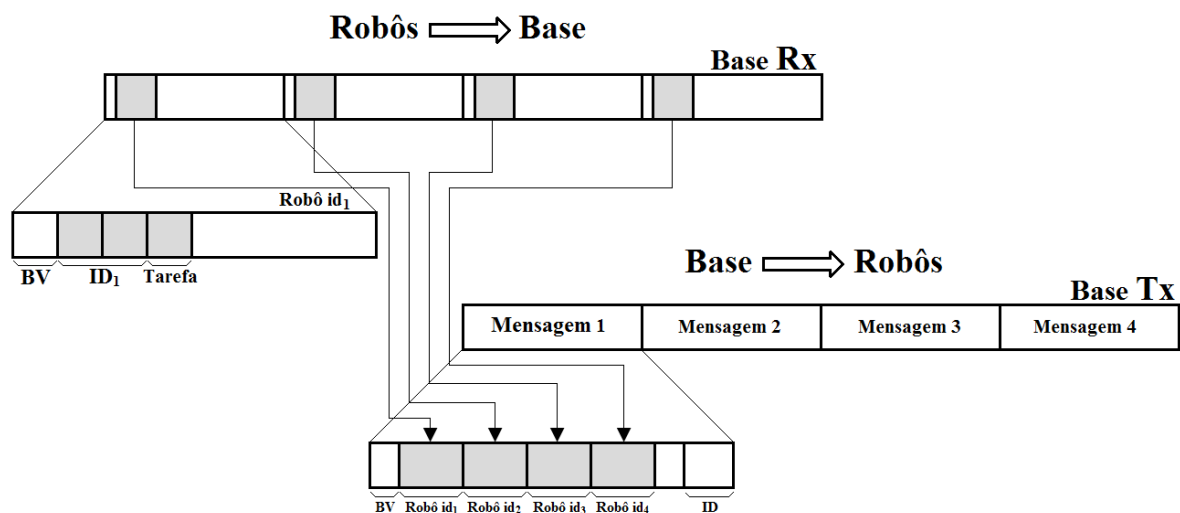 Robôs Base
Base Rx
Robô id1
BV ID1 Tarefa
Base Robôs
Base Tx
Mensagem 1 Mensagem 2 Mensagem 3 Mensagem 4
BV Robô id1 Robô id2 Robô id3 Robô id4 ID